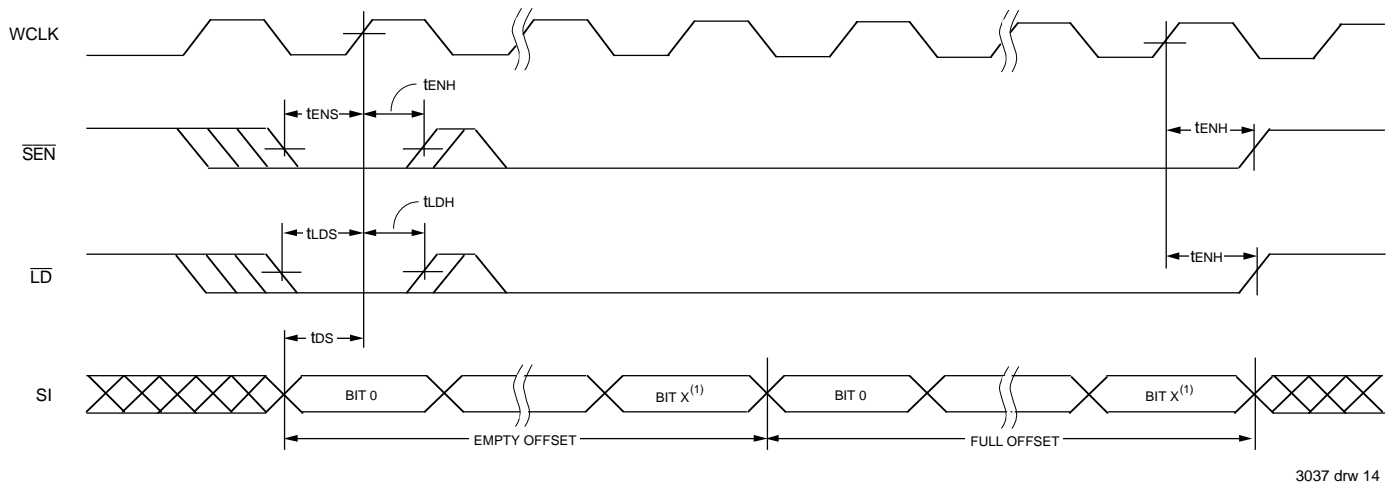 WCLK
tENH
tENS
tENH
SEN
tLDH
tLDS
tENH
LD
tDS
SI
BIT 0
BIT X(1)
BIT 0
BIT X(1)
EMPTY OFFSET
FULL OFFSET
3037 drw 14